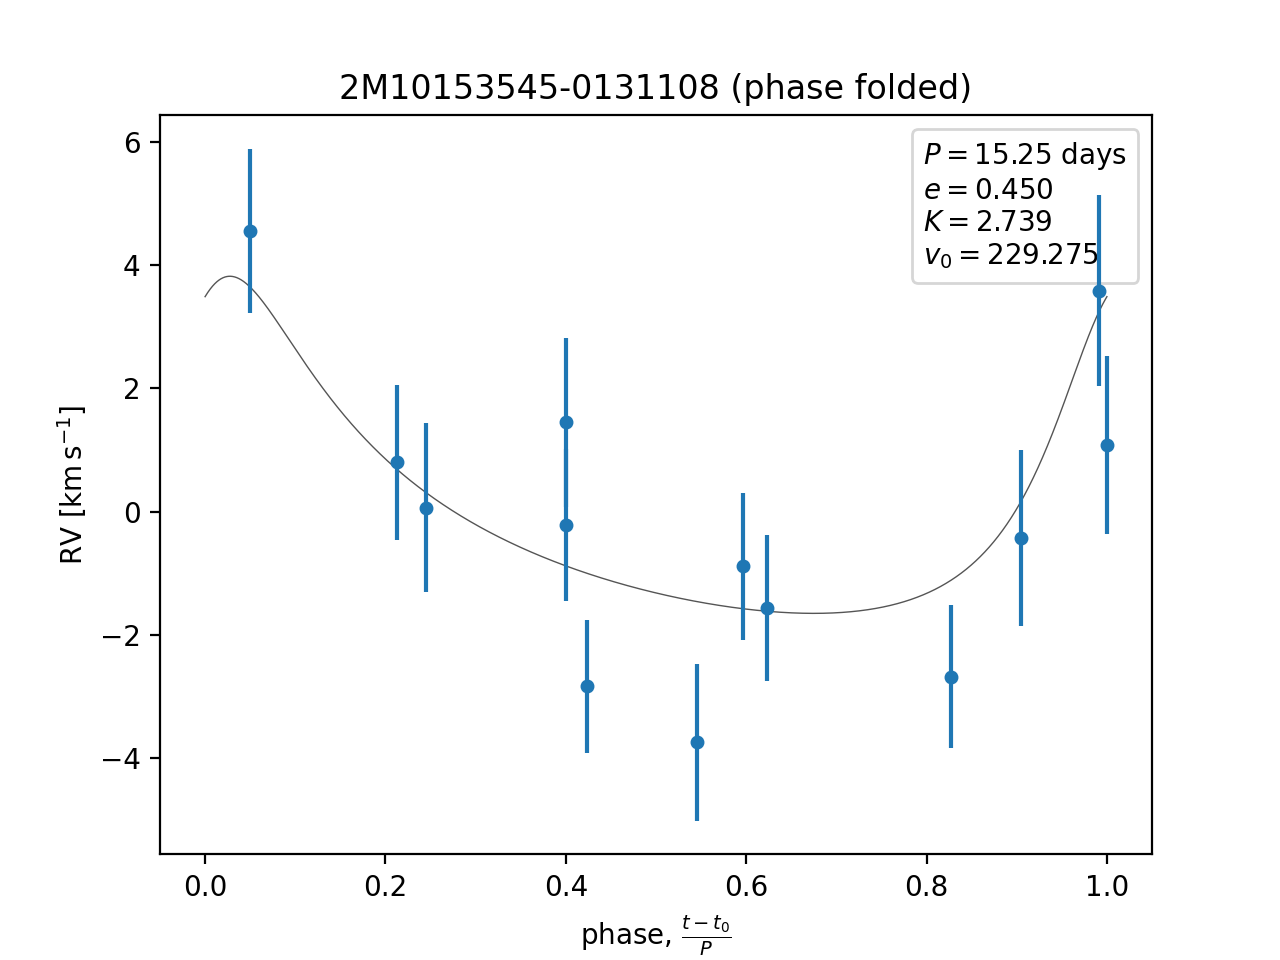 2M10153545-0131108 (phase folded)
P = 15.25 days
e = 0.450
K = 2.739
v₀ = 229.275
6
4
2
0
−2
−4
RV [km s⁻¹]
0.0 0.2 0.4 0.6 0.8 1.0
phase, (t − t₀)/P